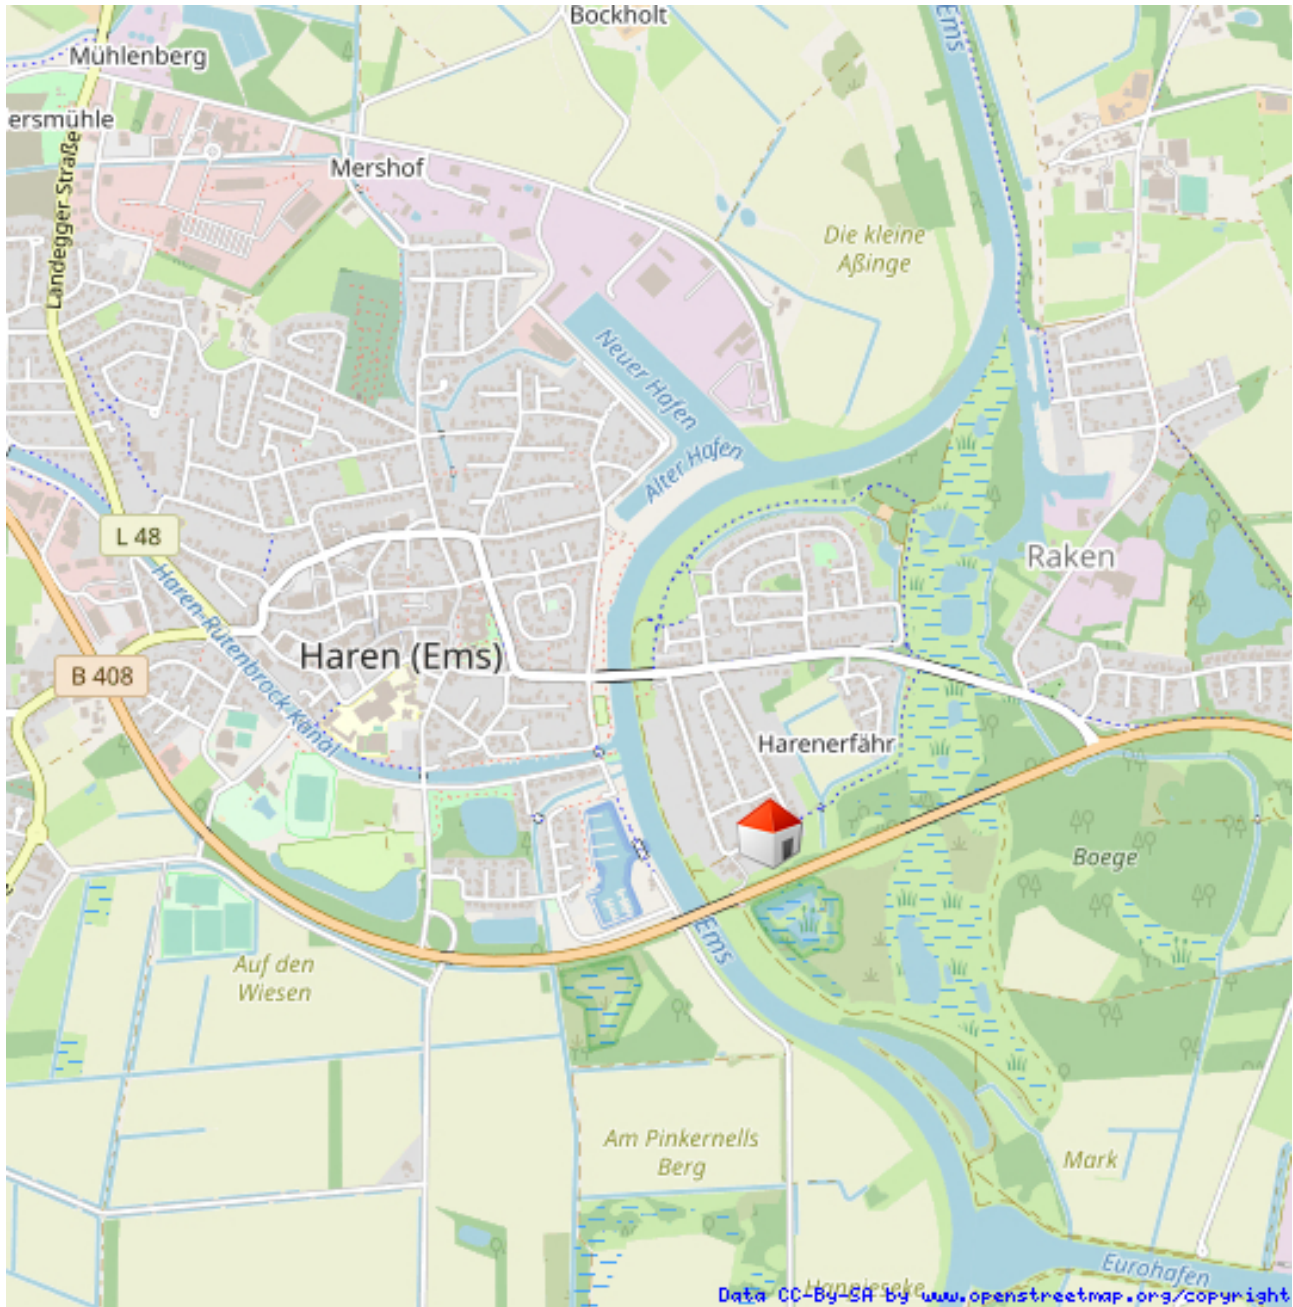 Bockholt
Ems
Mühlenberg
ersmühle
Mershof
Landegger Straße
Die kleine
Aßinge
Neuer Hafen
Alter Hafen
L 48
Raken
Haren-Rütenbrock-Kanal
Haren (Ems)
B 408
Harenerfähr
Boege
Ems
Auf den
Wiesen
Am Pinkernells
Berg
Mark
Eurohafen
Hannieseke
Data CC-By-SA by www.openstreetmap.org/copyright